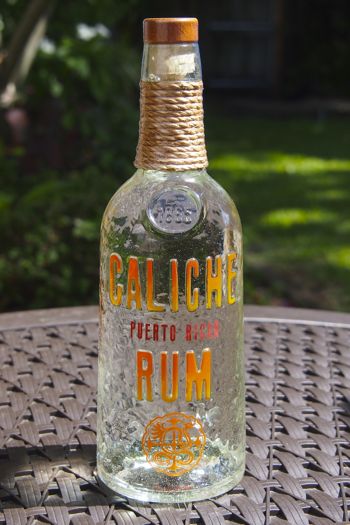 1865
CALICHE
PUERTO RICAN
RUM